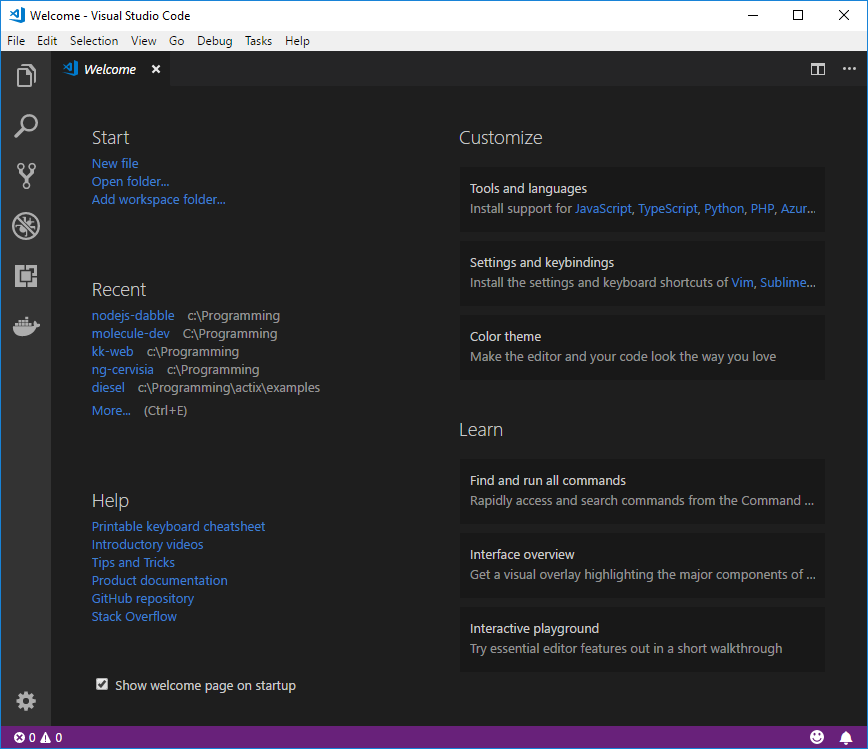 Welcome - Visual Studio Code
File Edit Selection View Go Debug Tasks Help
Welcome
Start
New file
Open folder...
Add workspace folder...
Recent
nodejs-dabble c:\Programming
molecule-dev C:\Programming
kk-web c:\Programming
ng-cervisia c:\Programming
diesel c:\Programming\actix\examples
More... (Ctrl+E)
Help
Printable keyboard cheatsheet
Introductory videos
Tips and Tricks
Product documentation
GitHub repository
Stack Overflow
Show welcome page on startup
Customize
Tools and languages
Install support for JavaScript, TypeScript, Python, PHP, Azur...
Settings and keybindings
Install the settings and keyboard shortcuts of Vim, Sublime...
Color theme
Make the editor and your code look the way you love
Learn
Find and run all commands
Rapidly access and search commands from the Command ...
Interface overview
Get a visual overlay highlighting the major components of ...
Interactive playground
Try essential editor features out in a short walkthrough
0 0